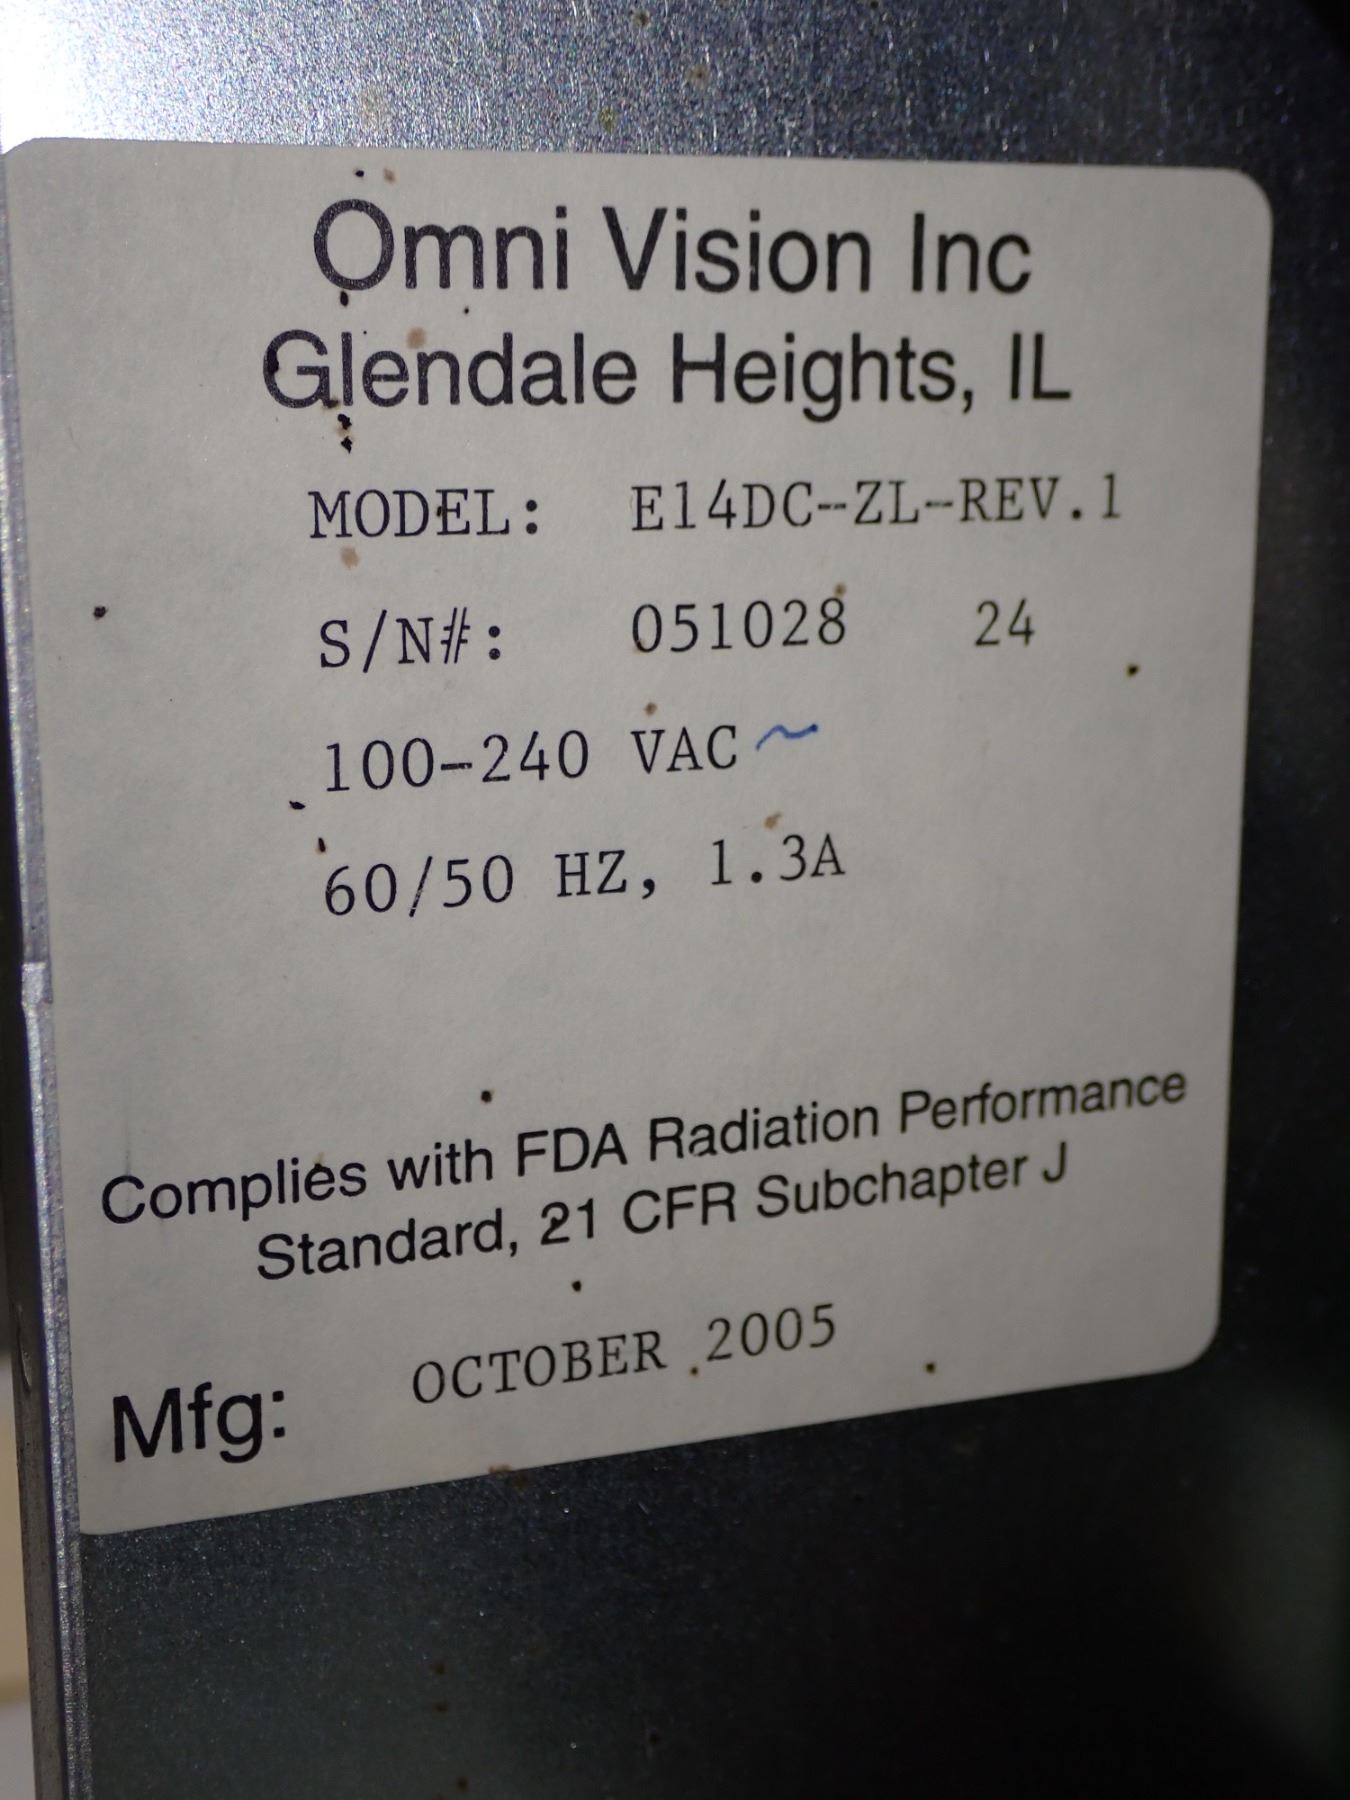 Omni Vision Inc
Glendale Heights, IL
MODEL: E14DC-ZL-REV.1
S/N#: 051028 24
100-240 VAC ~
60/50 HZ, 1.3A
Complies with FDA Radiation Performance
Standard, 21 CFR Subchapter J
Mfg: OCTOBER 2005